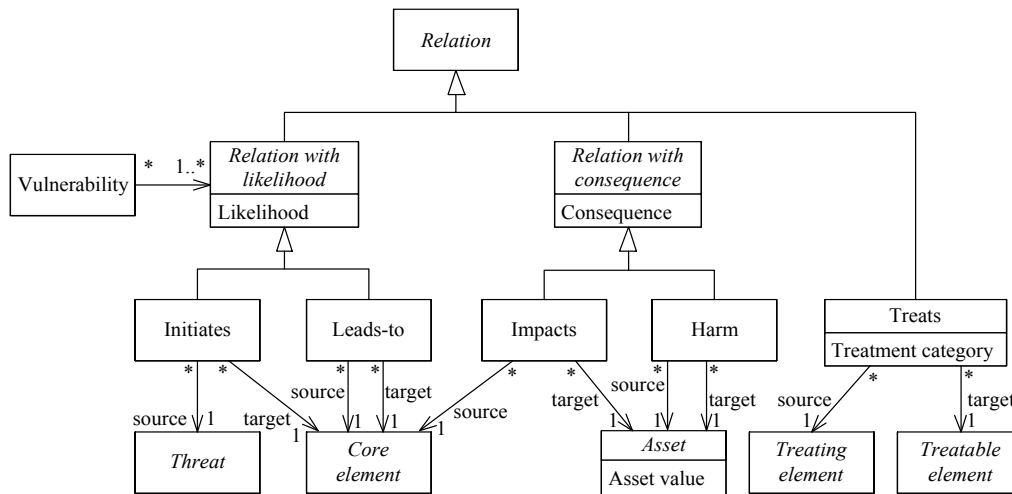 Relation
Relation with
likelihood
Likelihood
Relation with
consequence
Consequence
Vulnerability
*
1..*
Initiates
Leads-to
Impacts
Harm
Treats
Treatment category
*
*
*
*
*
*
*
*
*
*
source
1
target
1
source
1
target
1
source
1
target
1
source
1
target
1
source
1
target
1
Threat
Core
element
Asset
Asset value
Treating
element
Treatable
element